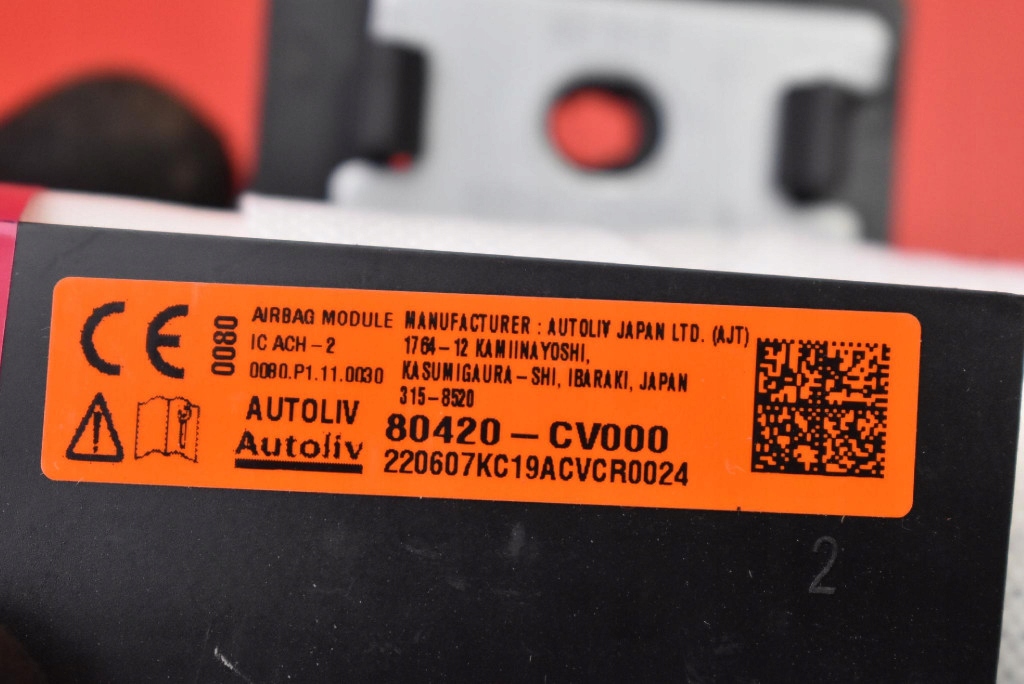 CE
0080
AIRBAG MODULE
IC ACH-2
0080.P1.11.0030
AUTOLIV
Autoliv
MANUFACTURER : AUTOLIV JAPAN LTD. (AJT)
1764-12 KAMIINAYOSHI,
KASUMIGAURA-SHI, IBARAKI, JAPAN
315-8520
80420-CV000
220607KC19ACVCR0024
2